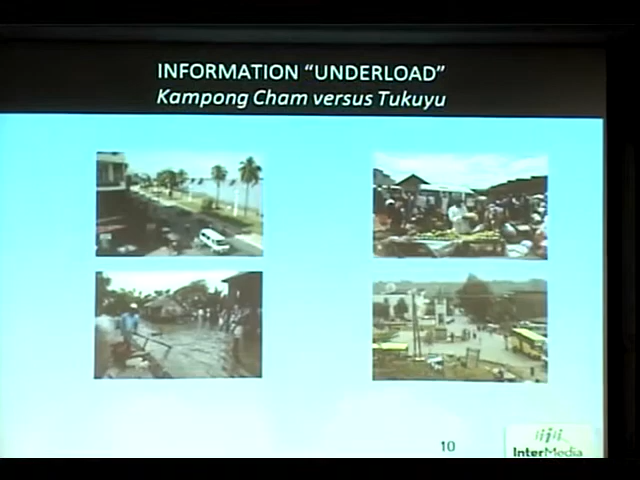 INFORMATION “UNDERLOAD”
Kampong Cham versus Tukuyu
10
InterMedia